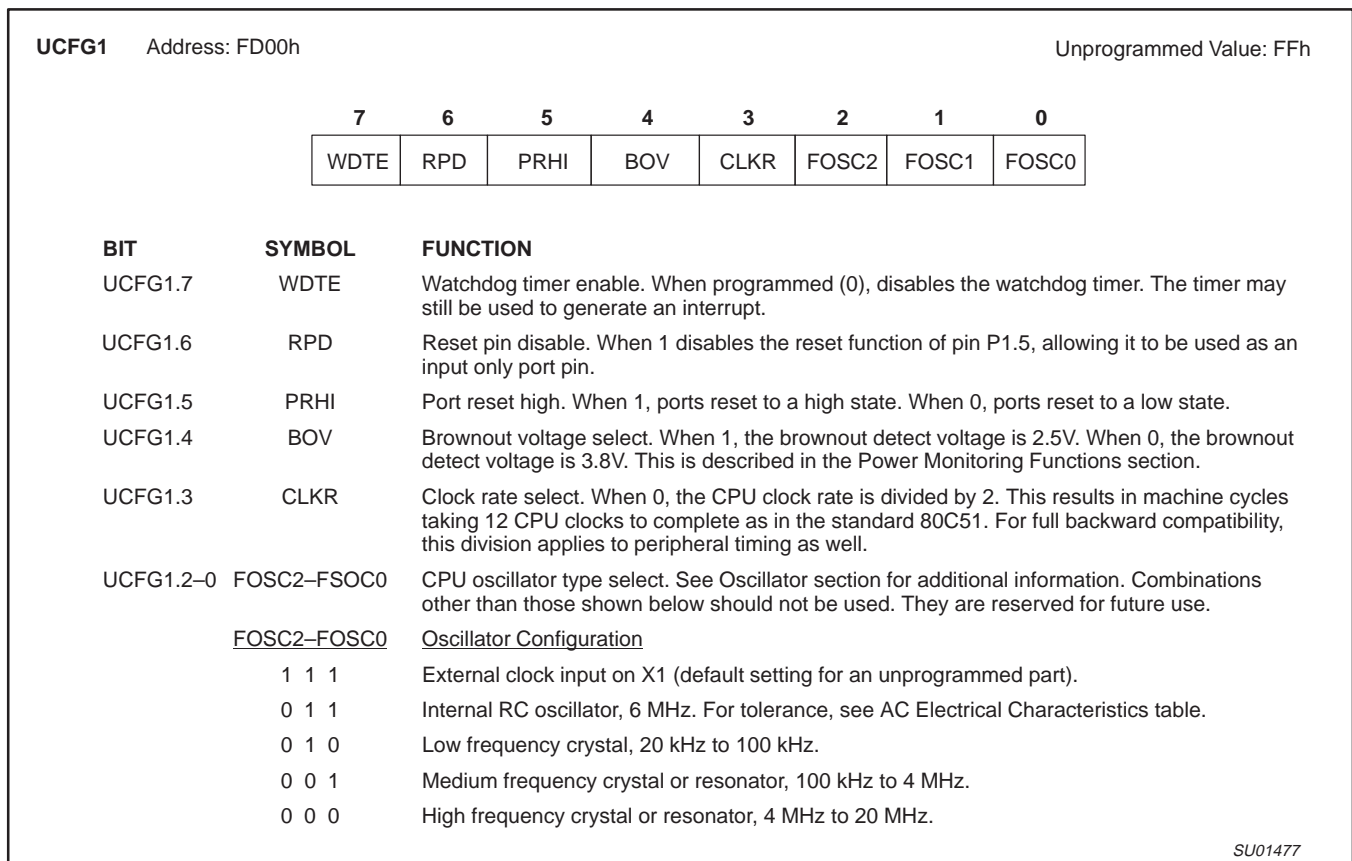 UCFG1 Address: FD00h Unprogrammed Value: FFh
7 6 5 4 3 2 1 0
WDTE RPD PRHI BOV CLKR FOSC2 FOSC1 FOSC0
BIT SYMBOL FUNCTION
UCFG1.7 WDTE Watchdog timer enable. When programmed (0), disables the watchdog timer. The timer may
still be used to generate an interrupt.
UCFG1.6 RPD Reset pin disable. When 1 disables the reset function of pin P1.5, allowing it to be used as an
input only port pin.
UCFG1.5 PRHI Port reset high. When 1, ports reset to a high state. When 0, ports reset to a low state.
UCFG1.4 BOV Brownout voltage select. When 1, the brownout detect voltage is 2.5V. When 0, the brownout
detect voltage is 3.8V. This is described in the Power Monitoring Functions section.
UCFG1.3 CLKR Clock rate select. When 0, the CPU clock rate is divided by 2. This results in machine cycles
taking 12 CPU clocks to complete as in the standard 80C51. For full backward compatibility,
this division applies to peripheral timing as well.
UCFG1.2–0 FOSC2–FSOC0 CPU oscillator type select. See Oscillator section for additional information. Combinations
other than those shown below should not be used. They are reserved for future use.
FOSC2–FOSC0 Oscillator Configuration
1 1 1 External clock input on X1 (default setting for an unprogrammed part).
0 1 1 Internal RC oscillator, 6 MHz. For tolerance, see AC Electrical Characteristics table.
0 1 0 Low frequency crystal, 20 kHz to 100 kHz.
0 0 1 Medium frequency crystal or resonator, 100 kHz to 4 MHz.
0 0 0 High frequency crystal or resonator, 4 MHz to 20 MHz.
SU01477